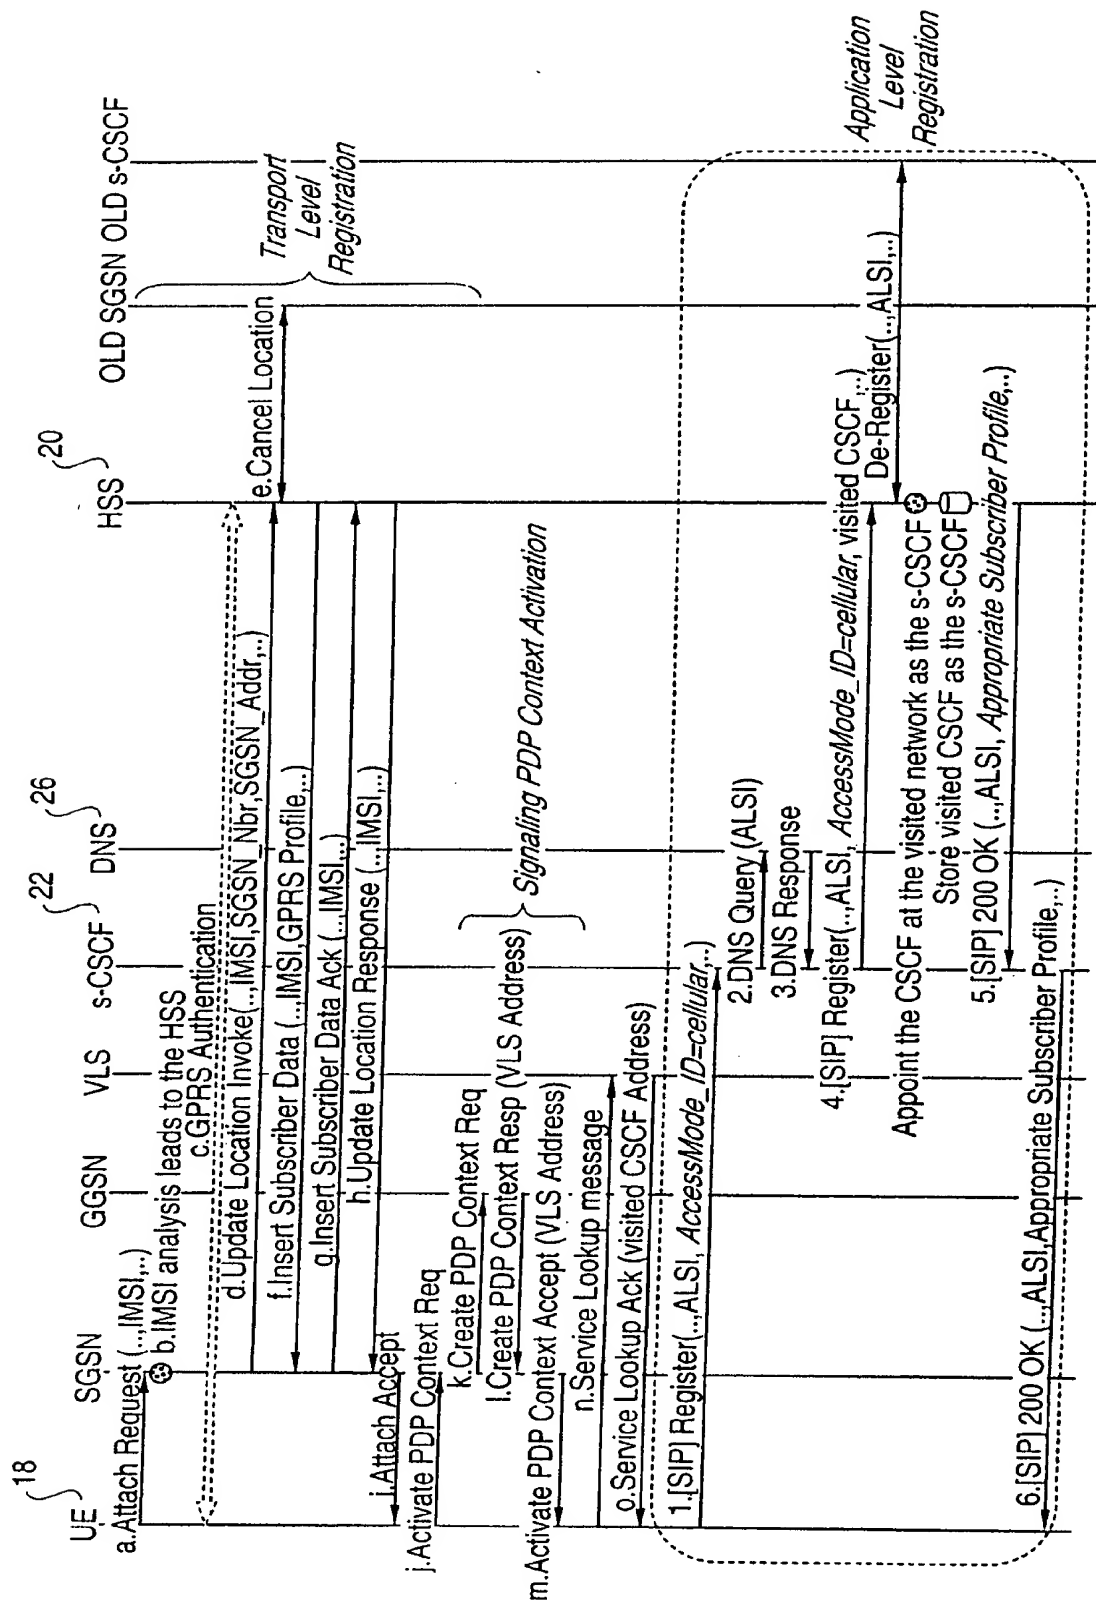 18
22
26
20
UE
SGSN
GGSN
VLS
s-CSCF
DNS
HSS
OLD SGSN
OLD s-CSCF
a.Attach Request (...,IMSI,..)
b.IMSI analysis leads to the HSS
c.GPRS Authentication
d.Update Location Invoke(...,IMSI,SGSN_Nbr,SGSN_Addr,..)
e.Cancel Location
f.Insert Subscriber Data (...,IMSI,GPRS Profile,..)
g.Insert Subscriber Data Ack (...,IMSI,..)
h.Update Location Response (...,IMSI,..)
i.Attach Accept
Transport
Level
Registration
j.Activate PDP Context Req
k.Create PDP Context Req
l.Create PDP Context Resp (VLS Address)
m.Activate PDP Context Accept (VLS Address)
Signaling PDP Context Activation
n.Service Lookup message
o.Service Lookup Ack (visited CSCF Address)
1.[SIP] Register(...,ALSI, AccessMode_ID=cellular,..)
2.DNS Query (ALSI)
3.DNS Response
4.[SIP] Register(...,ALSI, AccessMode_ID=cellular, visited CSCF,..)
De-Register(...,ALSI,..)
Application
Level
Registration
Appoint the CSCF at the visited network as the s-CSCF
Store visited CSCF as the s-CSCF
5.[SIP] 200 OK (...,ALSI, Appropriate Subscriber Profile,..)
6.[SIP] 200 OK (...,ALSI,Appropriate Subscriber Profile,..)